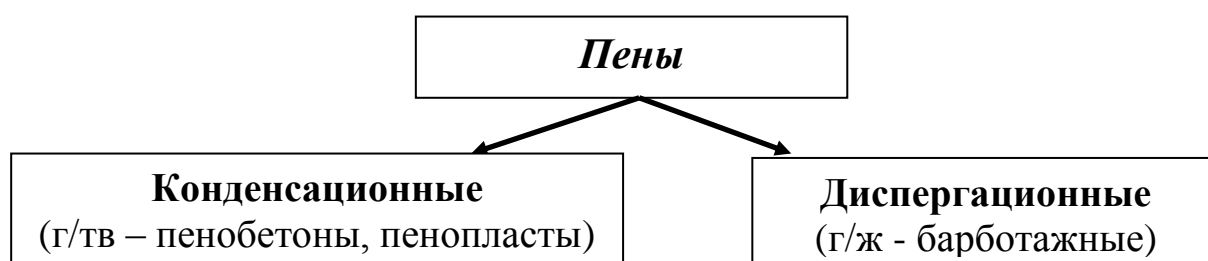 Пены
Конденсационные
(г/тв – пенобетоны, пенопласты)
Диспергационные
(г/ж - барботажные)